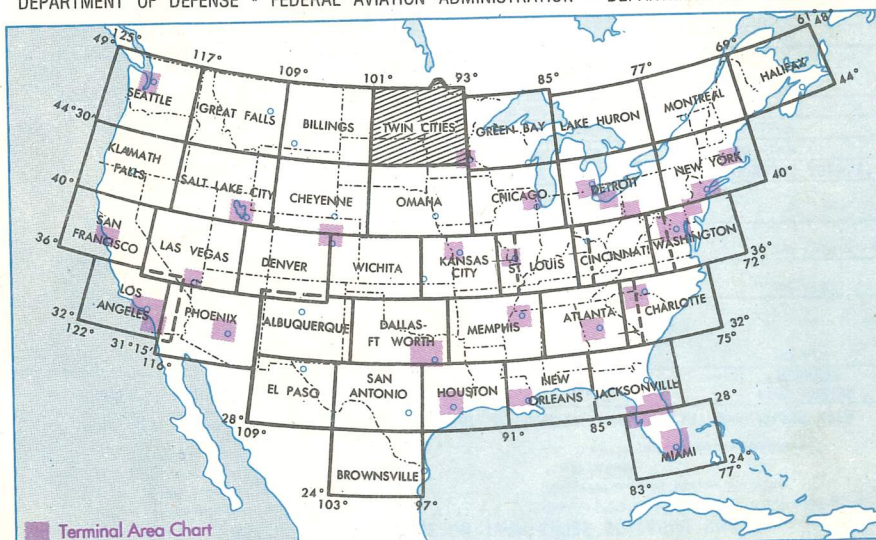 DEPARTMENT OF DEFENSE • FEDERAL AVIATION ADMINISTRATION • DEPARTM
125°
49°
117°
109°
101°
93°
85°
77°
69°
61°
48°
SEATTLE
GREAT FALLS
BILLINGS
TWIN CITIES
GREEN BAY
LAKE HURON
MONTREAL
HALIFAX
44°
44°30'
KLAMATH
FALLS
SALT LAKE CITY
CHEYENNE
OMAHA
CHICAGO
DETROIT
NEW YORK
40°
40°
SAN
FRANCISCO
LAS VEGAS
DENVER
WICHITA
KANSAS
CITY
ST LOUIS
CINCINNATI
WASHINGTON
36°
36°
72°
LOS
ANGELES
PHOENIX
ALBUQUERQUE
DALLAS-
FT WORTH
MEMPHIS
ATLANTA
CHARLOTTE
32°
75°
32°
122°
31°15'
116°
EL PASO
SAN
ANTONIO
HOUSTON
NEW
ORLEANS
JACKSONVILLE
28°
28°
109°
91°
85°
BROWNSVILLE
MIAMI
24°
77°
83°
24°
103°
97°
Terminal Area Chart